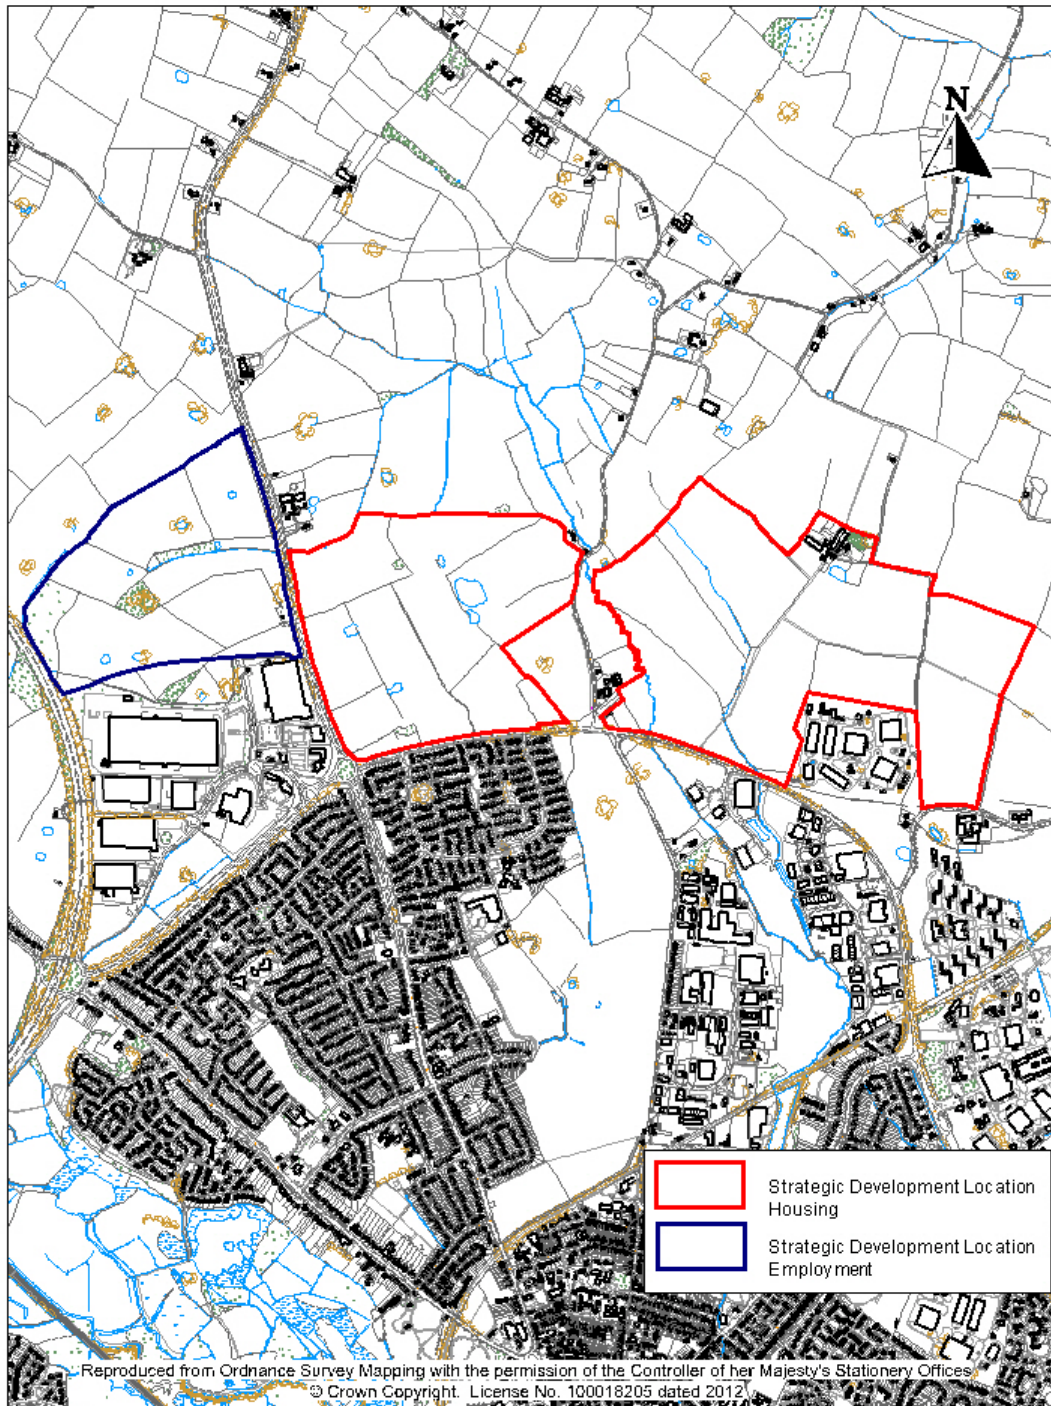 N
Strategic Development Location
Housing
Strategic Development Location
Employment
Reproduced from Ordnance Survey Mapping with the permission of the Controller of her Majesty's Stationery Offices
© Crown Copyright. License No. 100018205 dated 2012